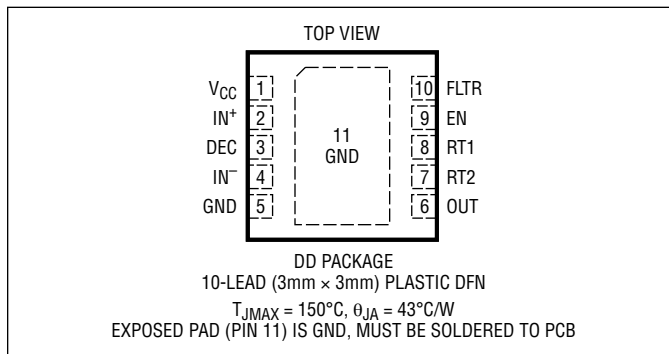 TOP VIEW
VCC 1
IN+ 2
DEC 3
IN– 4
GND 5
11
GND
10 FLTR
9 EN
8 RT1
7 RT2
6 OUT
DD PACKAGE
10-LEAD (3mm × 3mm) PLASTIC DFN
TJMAX = 150°C, θJA = 43°C/W
EXPOSED PAD (PIN 11) IS GND, MUST BE SOLDERED TO PCB